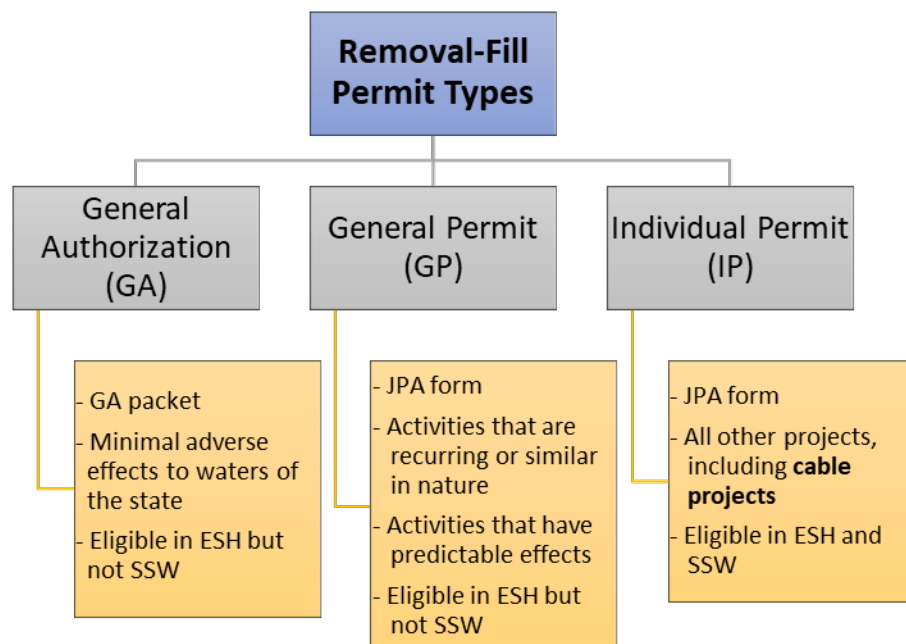 Removal-Fill
Permit Types
General
Authorization
(GA)
General Permit
(GP)
Individual Permit
(IP)
- GA packet
- Minimal adverse
effects to waters of
the state
- Eligible in ESH but
not SSW
- JPA form
- Activities that are
recurring or similar
in nature
- Activities that have
predictable effects
- Eligible in ESH but
not SSW
- JPA form
- All other projects,
including cable
projects
- Eligible in ESH and
SSW